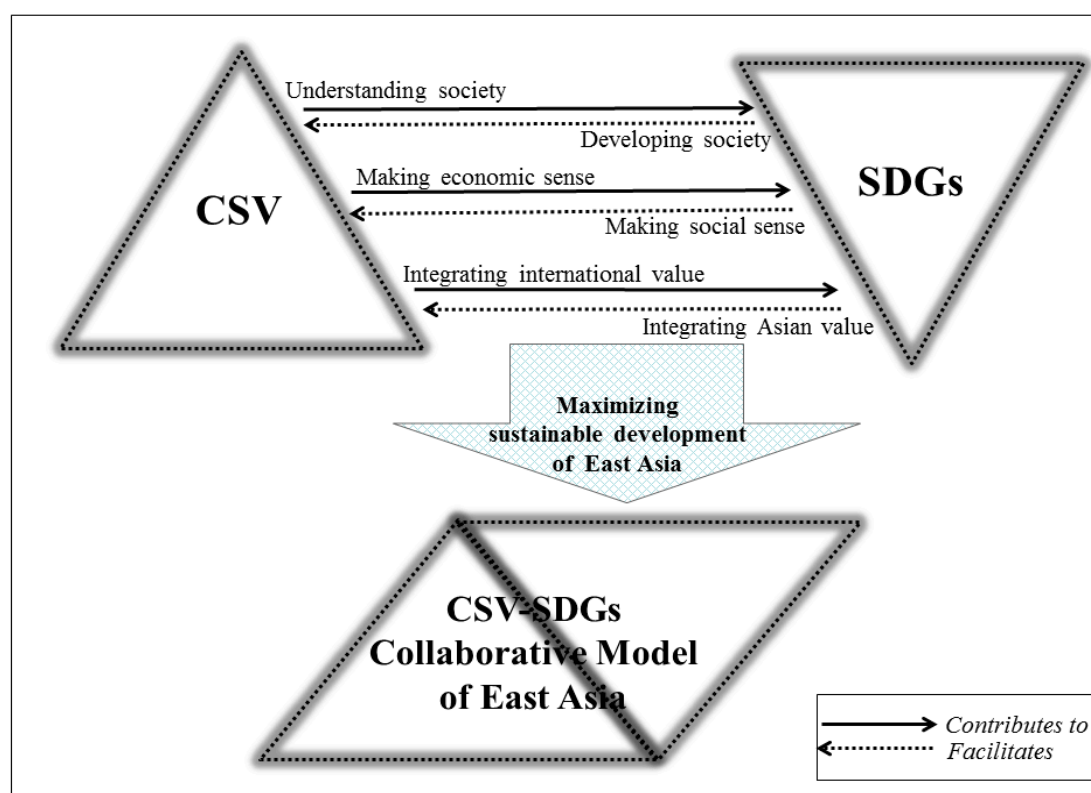 Understanding society
Developing society
CSV
Making economic sense
Making social sense
SDGs
Integrating international value
Integrating Asian value
Maximizing
sustainable development
of East Asia
CSV-SDGs
Collaborative Model
of East Asia
Contributes to
Facilitates